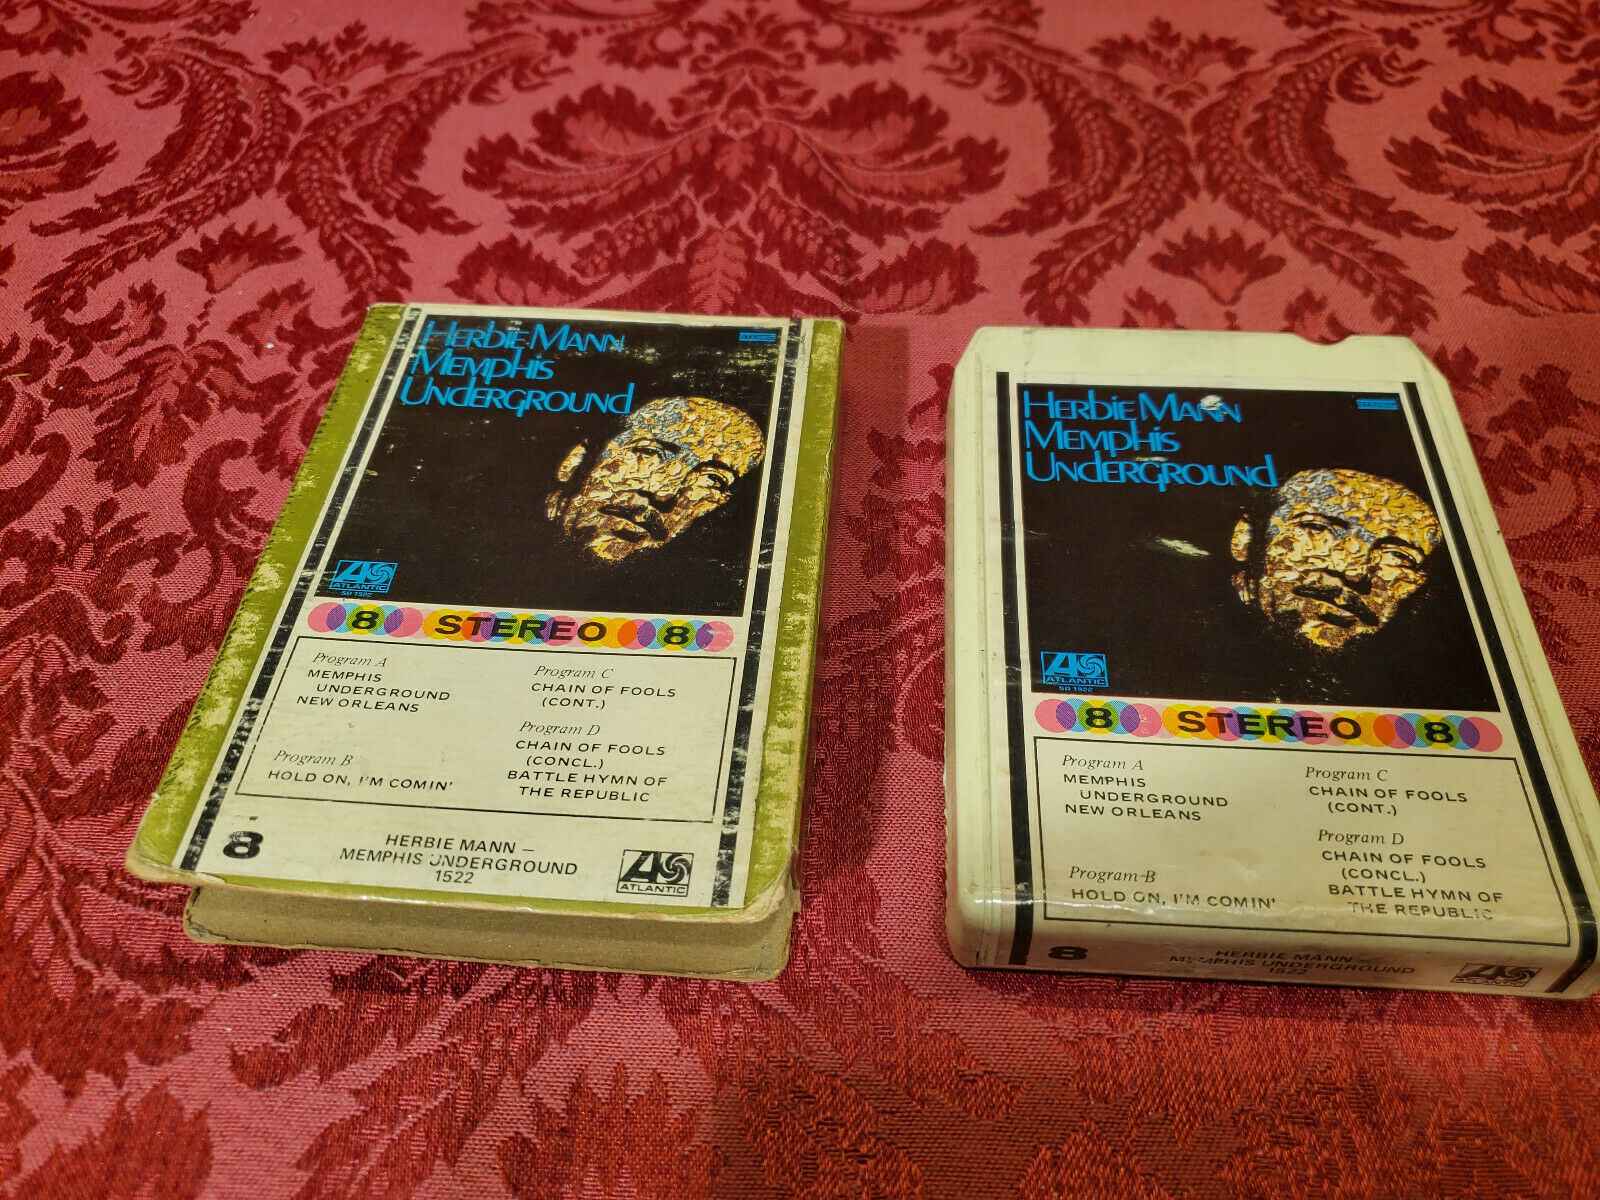 Herbie Mann
Memphis
Underground
STEREO
ATLANTIC
SD 1522
8 STEREO 8
Program A
MEMPHIS
UNDERGROUND
NEW ORLEANS
Program B
HOLD ON, I'M COMIN'
Program C
CHAIN OF FOOLS
(CONT.)
Program D
CHAIN OF FOOLS
(CONCL.)
BATTLE HYMN OF
THE REPUBLIC
8
HERBIE MANN –
MEMPHIS UNDERGROUND
1522
ATLANTIC
Herbie Mann
Memphis
Underground
STEREO
ATLANTIC
SD 1522
8 STEREO 8
Program A
MEMPHIS
UNDERGROUND
NEW ORLEANS
Program B
HOLD ON, I'M COMIN'
Program C
CHAIN OF FOOLS
(CONT.)
Program D
CHAIN OF FOOLS
(CONCL.)
BATTLE HYMN OF
THE REPUBLIC
8
HERBIE MANN –
MEMPHIS UNDERGROUND
1522
ATLANTIC